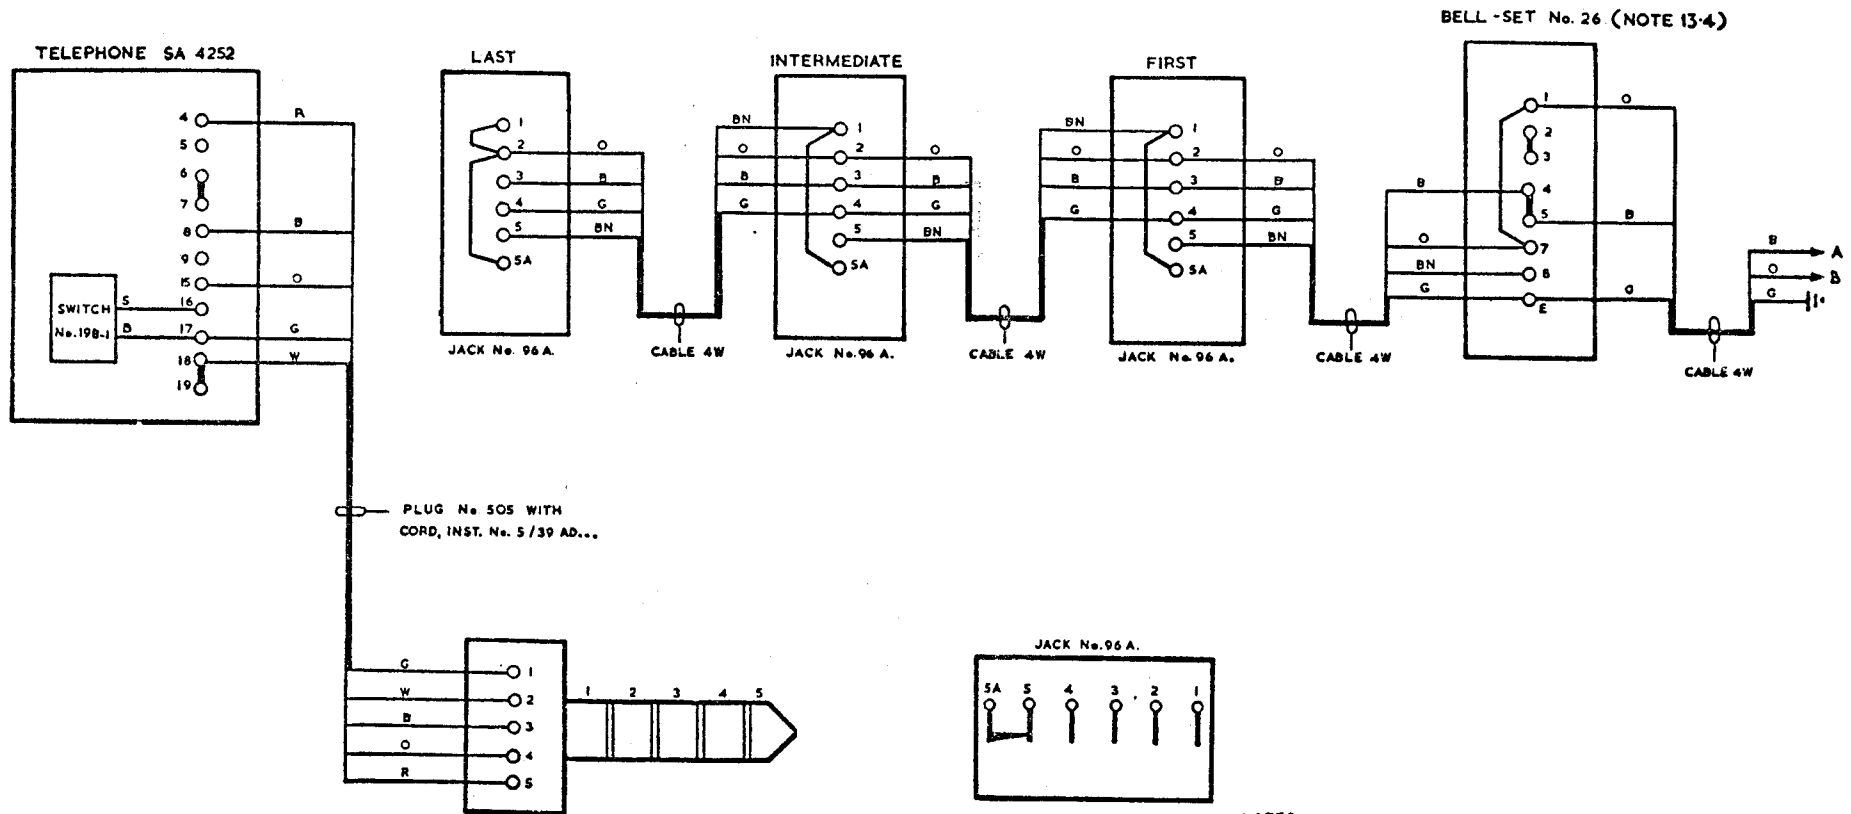 BELL-SET No. 26 (NOTE 13·4)
TELEPHONE SA 4252
LAST
INTERMEDIATE
FIRST
4 R
5
6
7
8 B
9
15 O
SWITCH
No. 19B-1
S 16
B 17 G
18 W
19
1
2 O
3 B
4 G
5 BN
5A
JACK No. 96 A.
CABLE 4W
BN 1
O 2 O
B 3 B
G 4 G
5 BN
5A
JACK No. 96 A.
CABLE 4W
BN 1
O 2 O
B 3 B
G 4 G
5 BN
5A
JACK No. 96 A.
CABLE 4W
1 O
2
3
B 4
5 B
O 7
BN 8
G E G
B A
O B
G
CABLE 4W
PLUG No 505 WITH
CORD, INST. No. 5/39 AD...
G 1
W 2
B 3
O 4
R 5
1 2 3 4 5
JACK No. 96 A.
5A 5 4 3 2 1